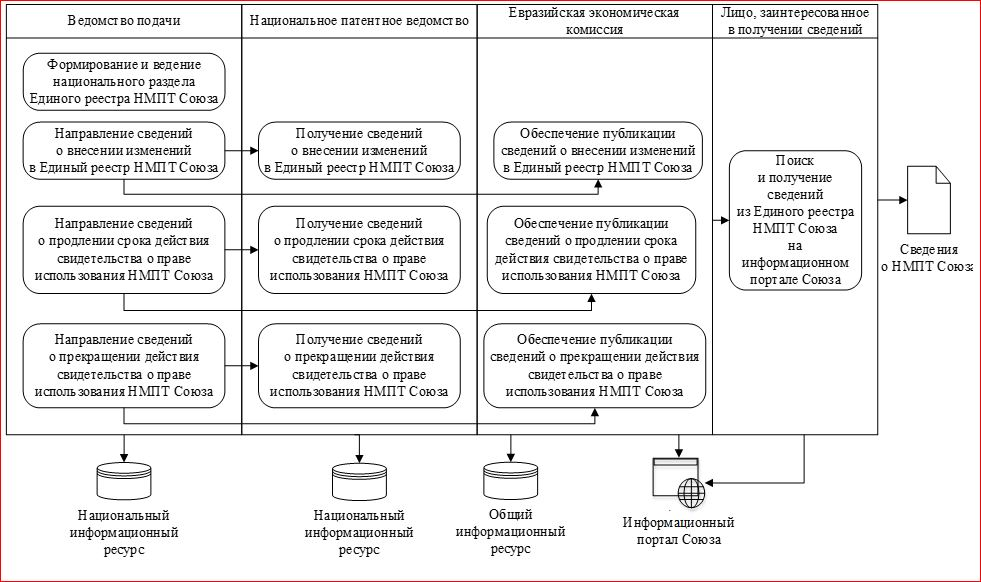 Ведомство подачи
Национальное патентное ведомство
Евразийская экономическая
комиссия
Лицо, заинтересованное
в получении сведений
Формирование и ведение
национального раздела
Единого реестра НМПТ Союза
Направление сведений
о внесении изменений
в Единый реестр НМПТ Союза
Получение сведений
о внесении изменений
в Единый реестр НМПТ Союза
Обеспечение публикации
сведений о внесении изменений
в Единый реестр НМПТ Союза
Направление сведений
о продлении срока действия
свидетельства о праве
использования НМПТ Союза
Получение сведений
о продлении срока действия
свидетельства о праве
использования НМПТ Союза
Обеспечение публикации
сведений о продлении срока
действия свидетельства о праве
использования НМПТ Союза
Направление сведений
о прекращении действия
свидетельства о праве
использования НМПТ Союза
Получение сведений
о прекращении действия
свидетельства о праве
использования НМПТ Союза
Обеспечение публикации
сведений о прекращении действия
свидетельства о праве
использования НМПТ Союза
Поиск
и получение
сведений
из Единого реестра
НМПТ Союза
на
информационном
портале Союза
Сведения
о НМПТ Союза
Национальный
информационный
ресурс
Национальный
информационный
ресурс
Общий
информационный
ресурс
Информационный
портал Союза